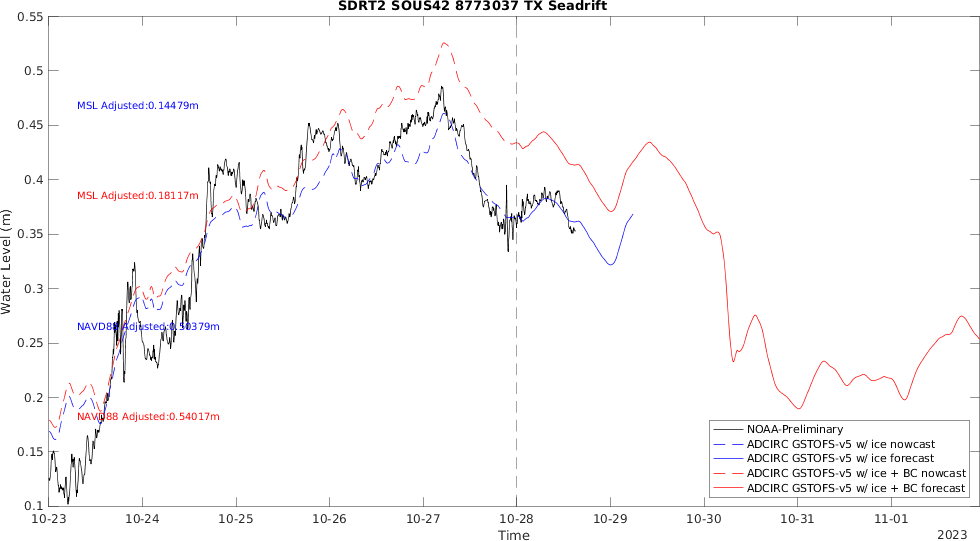 SDRT2 SOUS42 8773037 TX Seadrift
0.55
0.5
0.45
0.4
0.35
0.3
0.25
0.2
0.15
0.1
Water Level (m)
MSL Adjusted:0.14479m
MSL Adjusted:0.18117m
NAVD88 Adjusted:0.50379m
NAVD88 Adjusted:0.54017m
NOAA-Preliminary
ADCIRC GSTOFS-v5 w/ ice nowcast
ADCIRC GSTOFS-v5 w/ ice forecast
ADCIRC GSTOFS-v5 w/ ice + BC nowcast
ADCIRC GSTOFS-v5 w/ ice + BC forecast
10-23 10-24 10-25 10-26 10-27 10-28 10-29 10-30 10-31 11-01
Time
2023